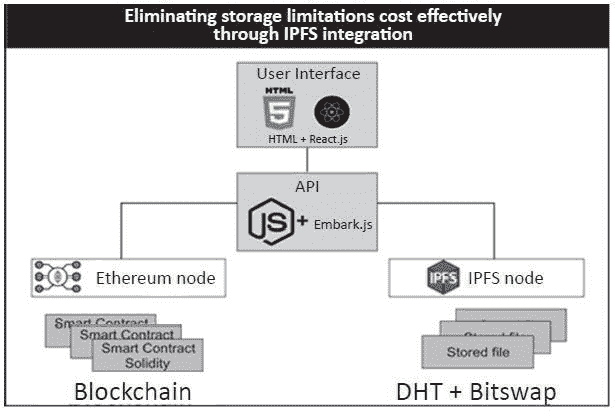 Eliminating storage limitations cost effectively
through IPFS integration
User Interface
HTML
5
HTML + React.js
API
JS + Embark.js
Ethereum node
IPFS
IPFS node
Smart Contract
Smart Contract
Smart Contract
Solidity
Stored file
Stored file
Blockchain
DHT + Bitswap